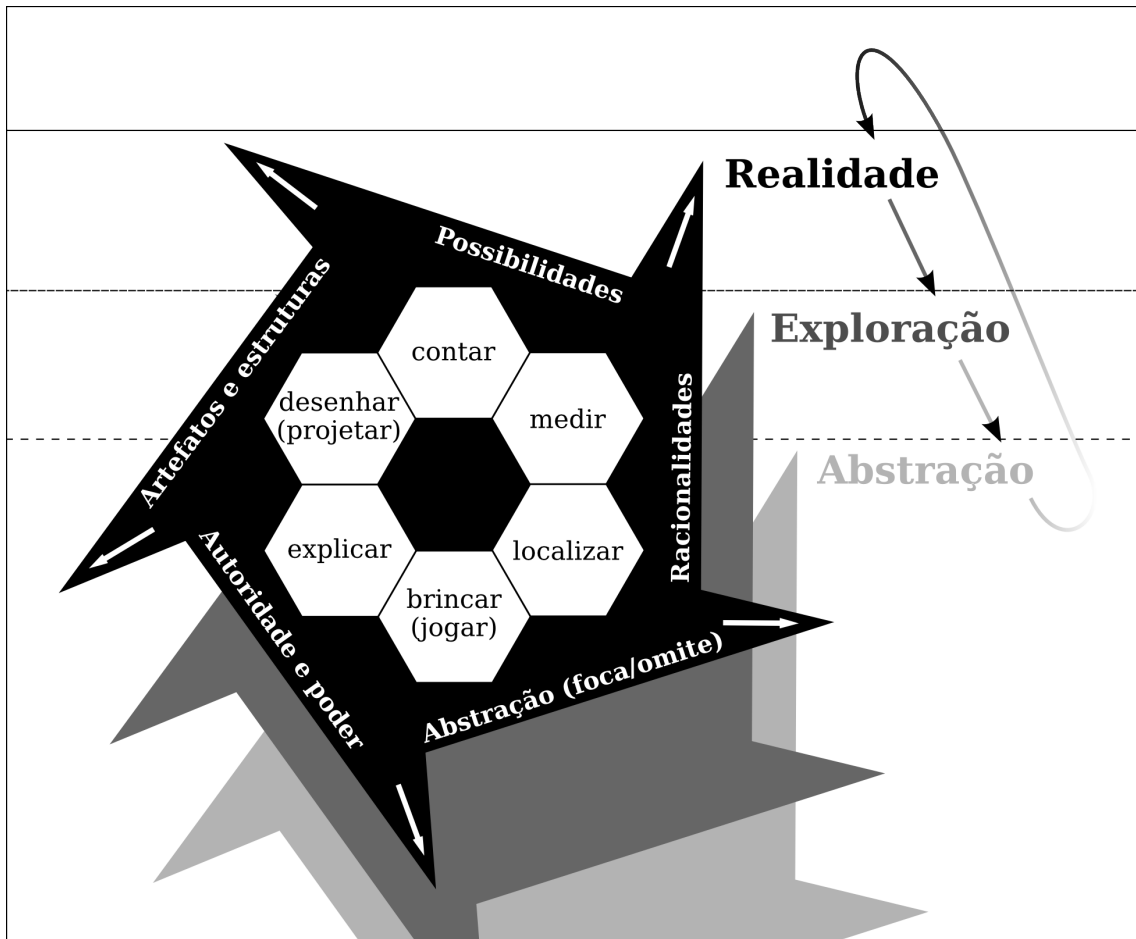 Realidade
Possibilidades
Artefatos e estruturas
contar
Exploração
desenhar
(projetar)
medir
Racionalidades
Abstração
explicar
localizar
Autoridade e poder
brincar
(jogar)
Abstração (foca/omite)